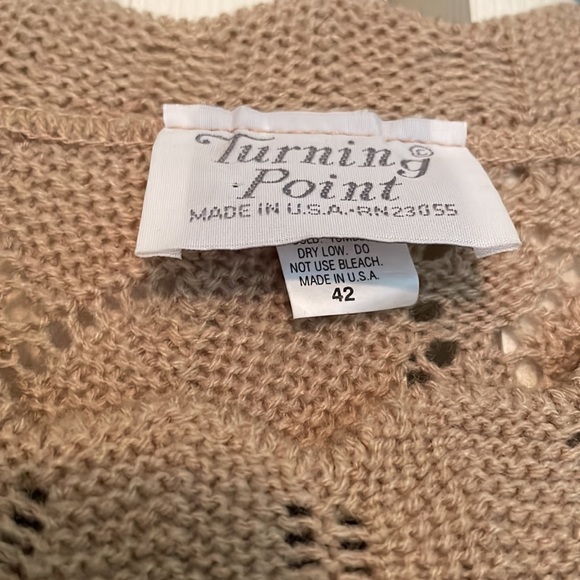 Turning
Point
MADE IN U.S.A.-RN23055
DRY LOW. DO
NOT USE BLEACH.
MADE IN U.S.A.
42